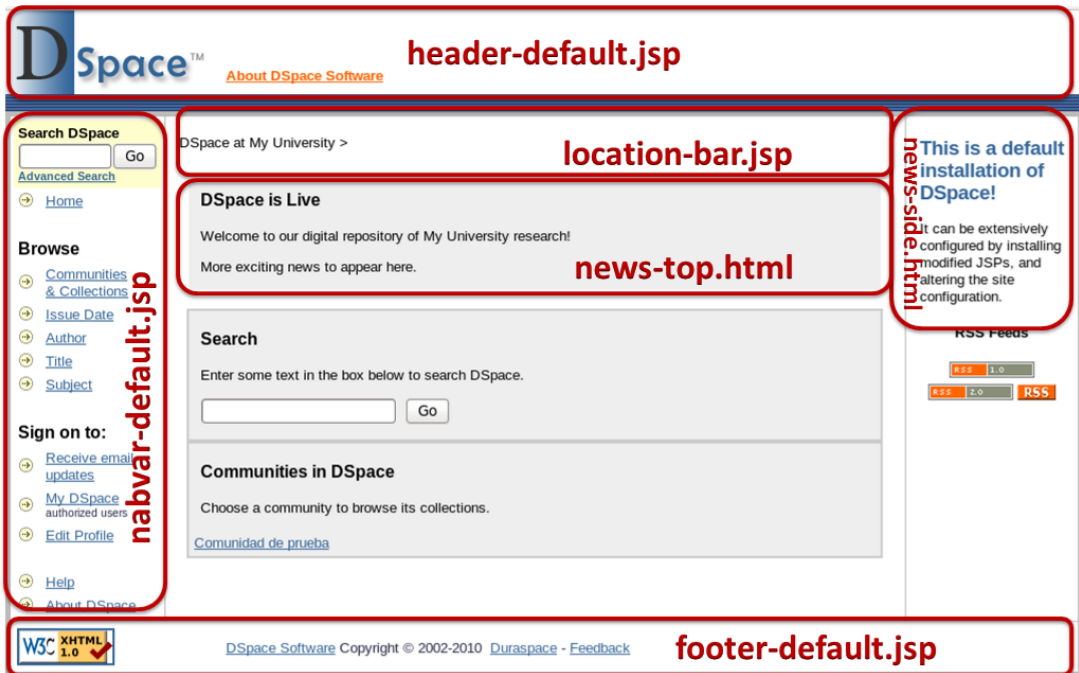 DSpace™
About DSpace Software
header-default.jsp
Search DSpace
Go
Advanced Search
Home
Browse
Communities
& Collections
Issue Date
Author
Title
Subject
Sign on to:
Receive email
updates
My DSpace
authorized users
Edit Profile
Help
About DSpace
nabvar-default.jsp
DSpace at My University >
location-bar.jsp
DSpace is Live
Welcome to our digital repository of My University research!
More exciting news to appear here.
news-top.html
Search
Enter some text in the box below to search DSpace.
Go
Communities in DSpace
Choose a community to browse its collections.
Comunidad de prueba
This is a default
installation of
DSpace!
It can be extensively
configured by installing
modified JSPs, and
altering the site
configuration.
news-side.html
RSS Feeds
RSS 1.0
RSS 2.0 RSS
W3C XHTML 1.0
DSpace Software Copyright © 2002-2010 Duraspace - Feedback
footer-default.jsp